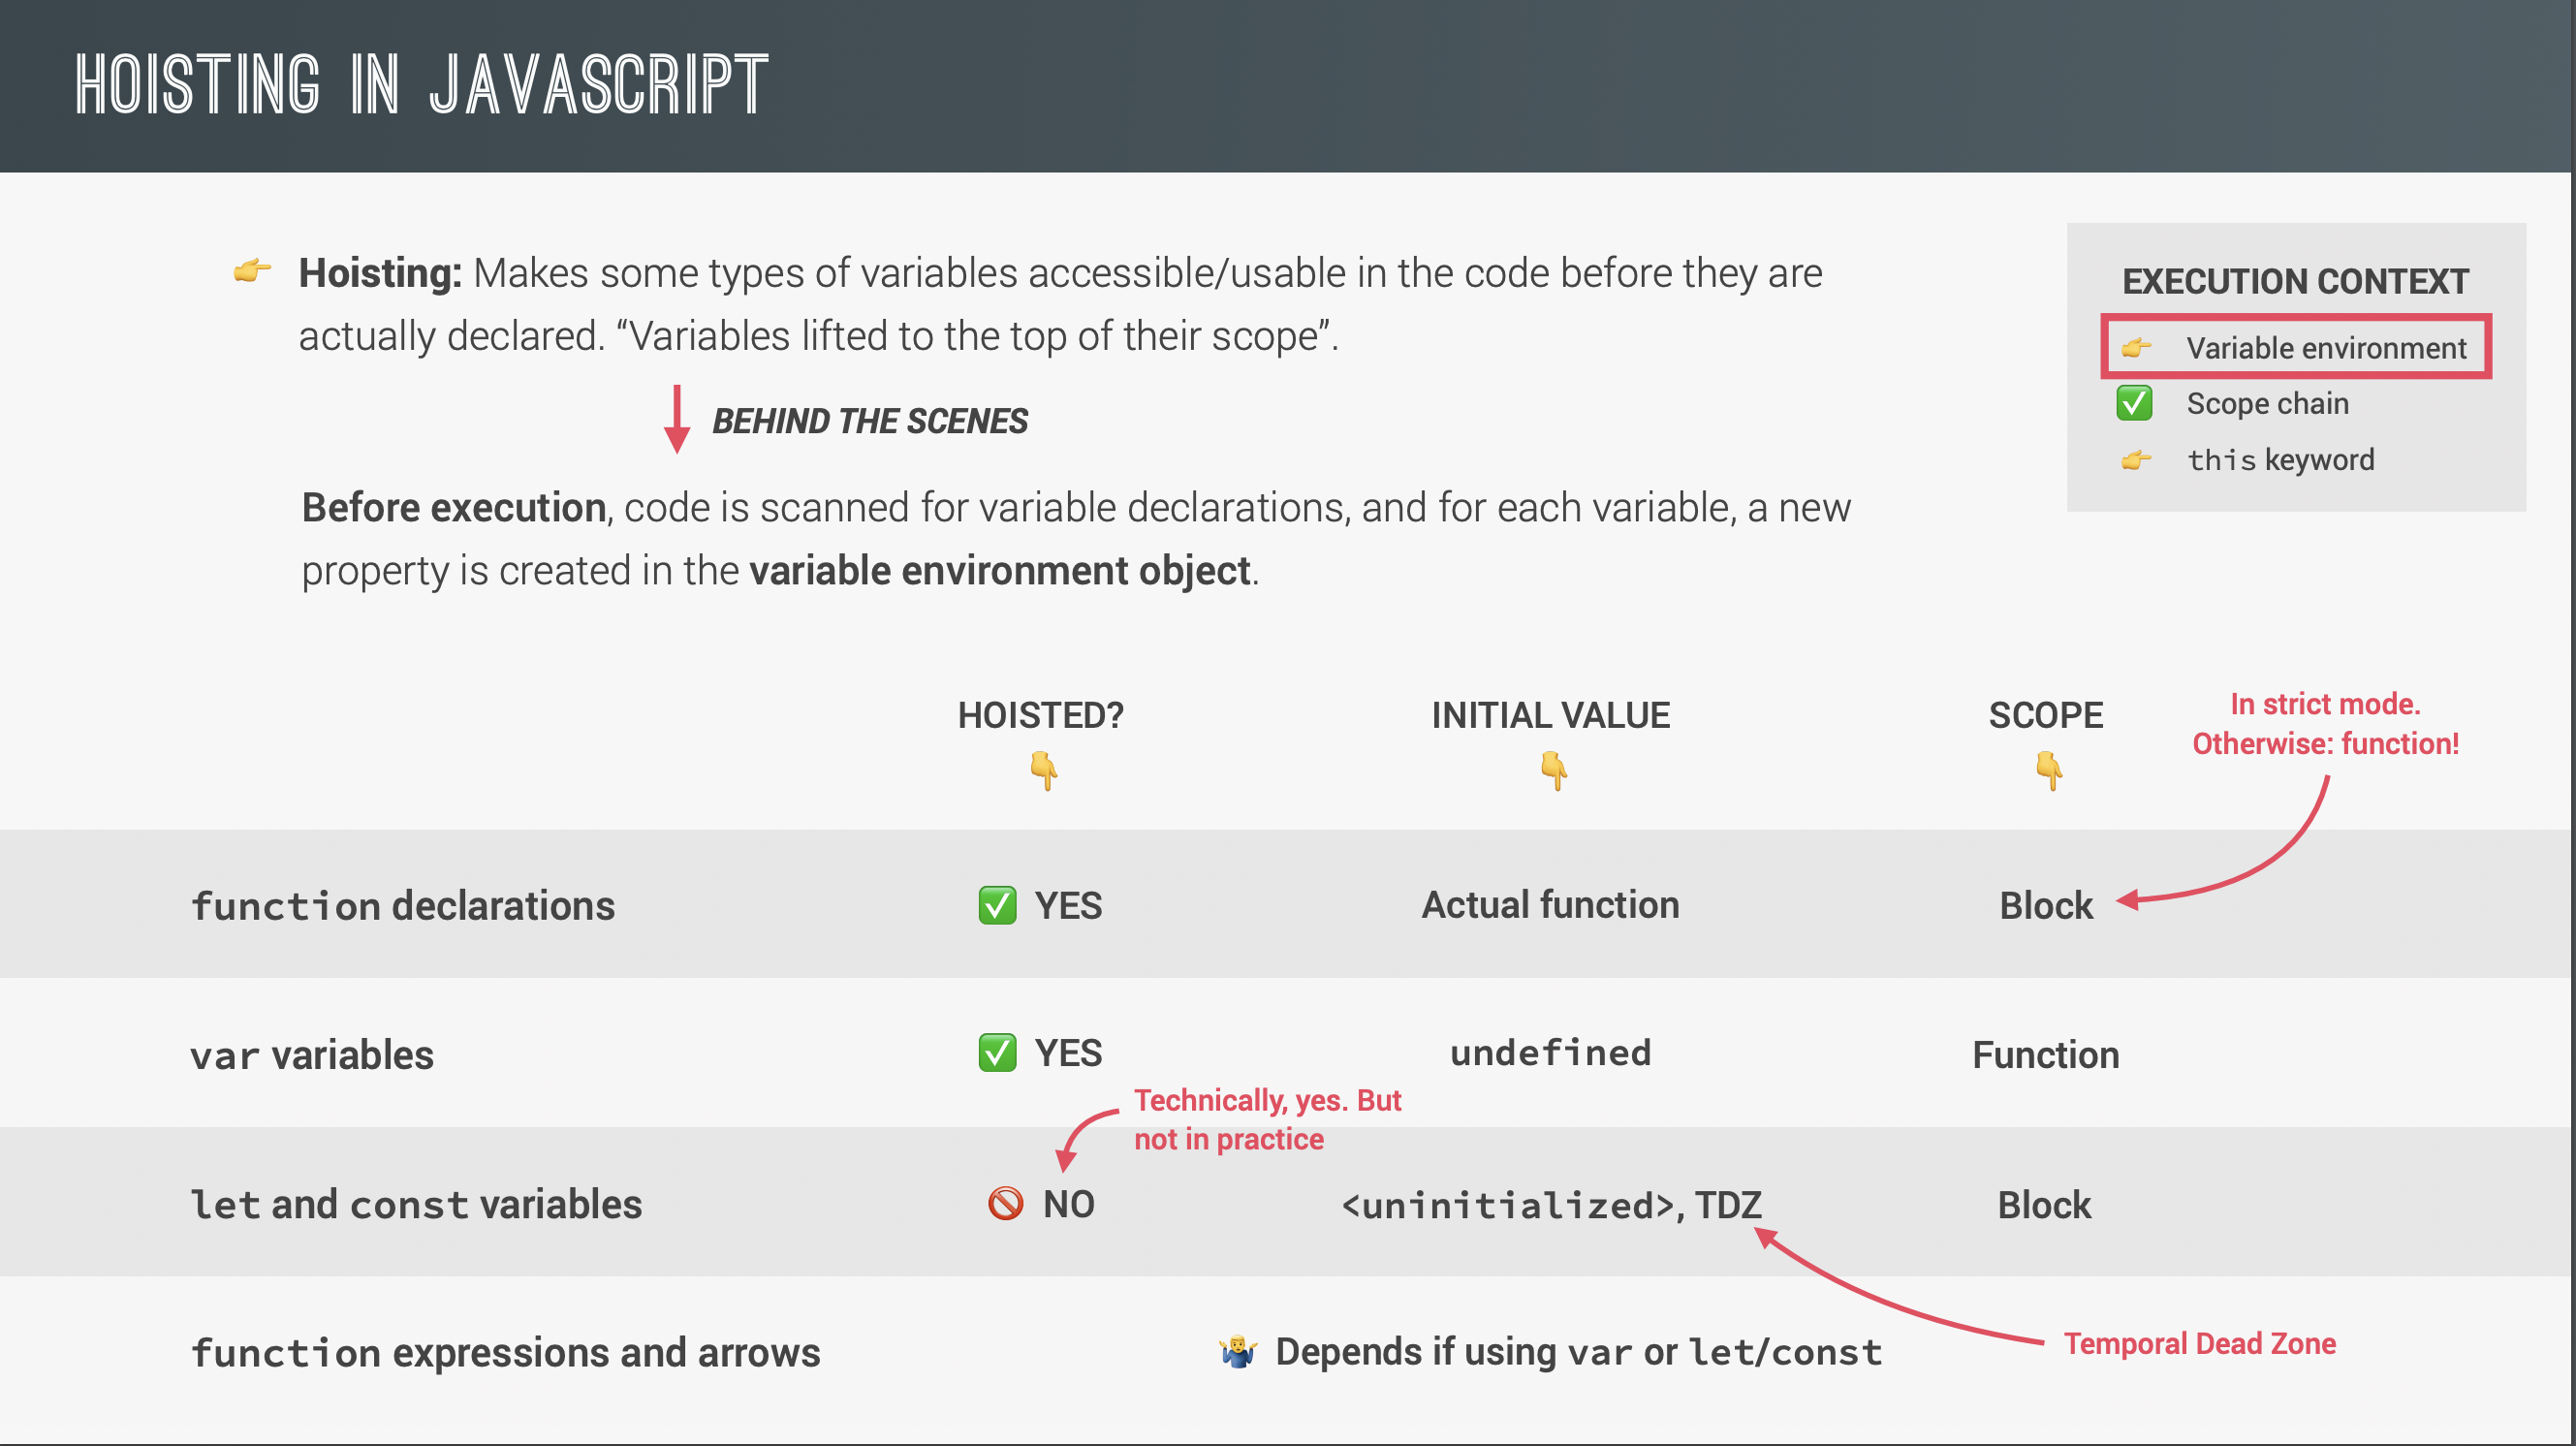 HOISTING IN JAVASCRIPT
👉 Hoisting: Makes some types of variables accessible/usable in the code before they are
actually declared. “Variables lifted to the top of their scope”.
BEHIND THE SCENES
Before execution, code is scanned for variable declarations, and for each variable, a new
property is created in the variable environment object.
EXECUTION CONTEXT
👉 Variable environment
✅ Scope chain
👉 this keyword
HOISTED?
INITIAL VALUE
SCOPE
In strict mode.
Otherwise: function!
👇 👇 👇
function declarations ✅ YES Actual function Block
var variables ✅ YES undefined Function
Technically, yes. But
not in practice
let and const variables 🚫 NO <uninitialized>, TDZ Block
function expressions and arrows 🤷‍♂️ Depends if using var or let/const
Temporal Dead Zone